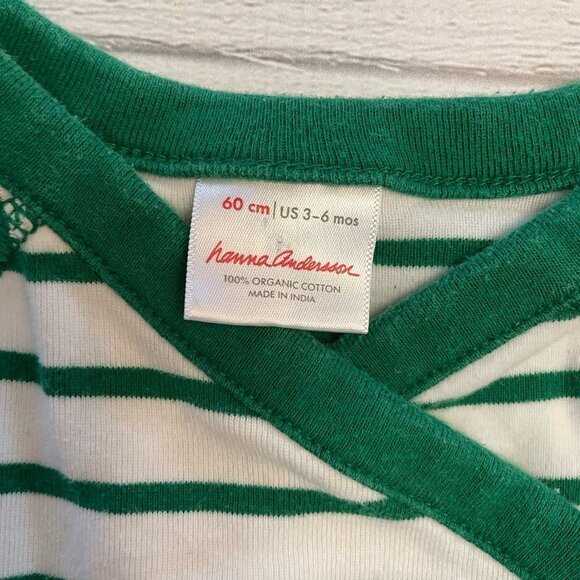 60 cm | US 3-6 mos
hanna andersson
100% ORGANIC COTTON
MADE IN INDIA